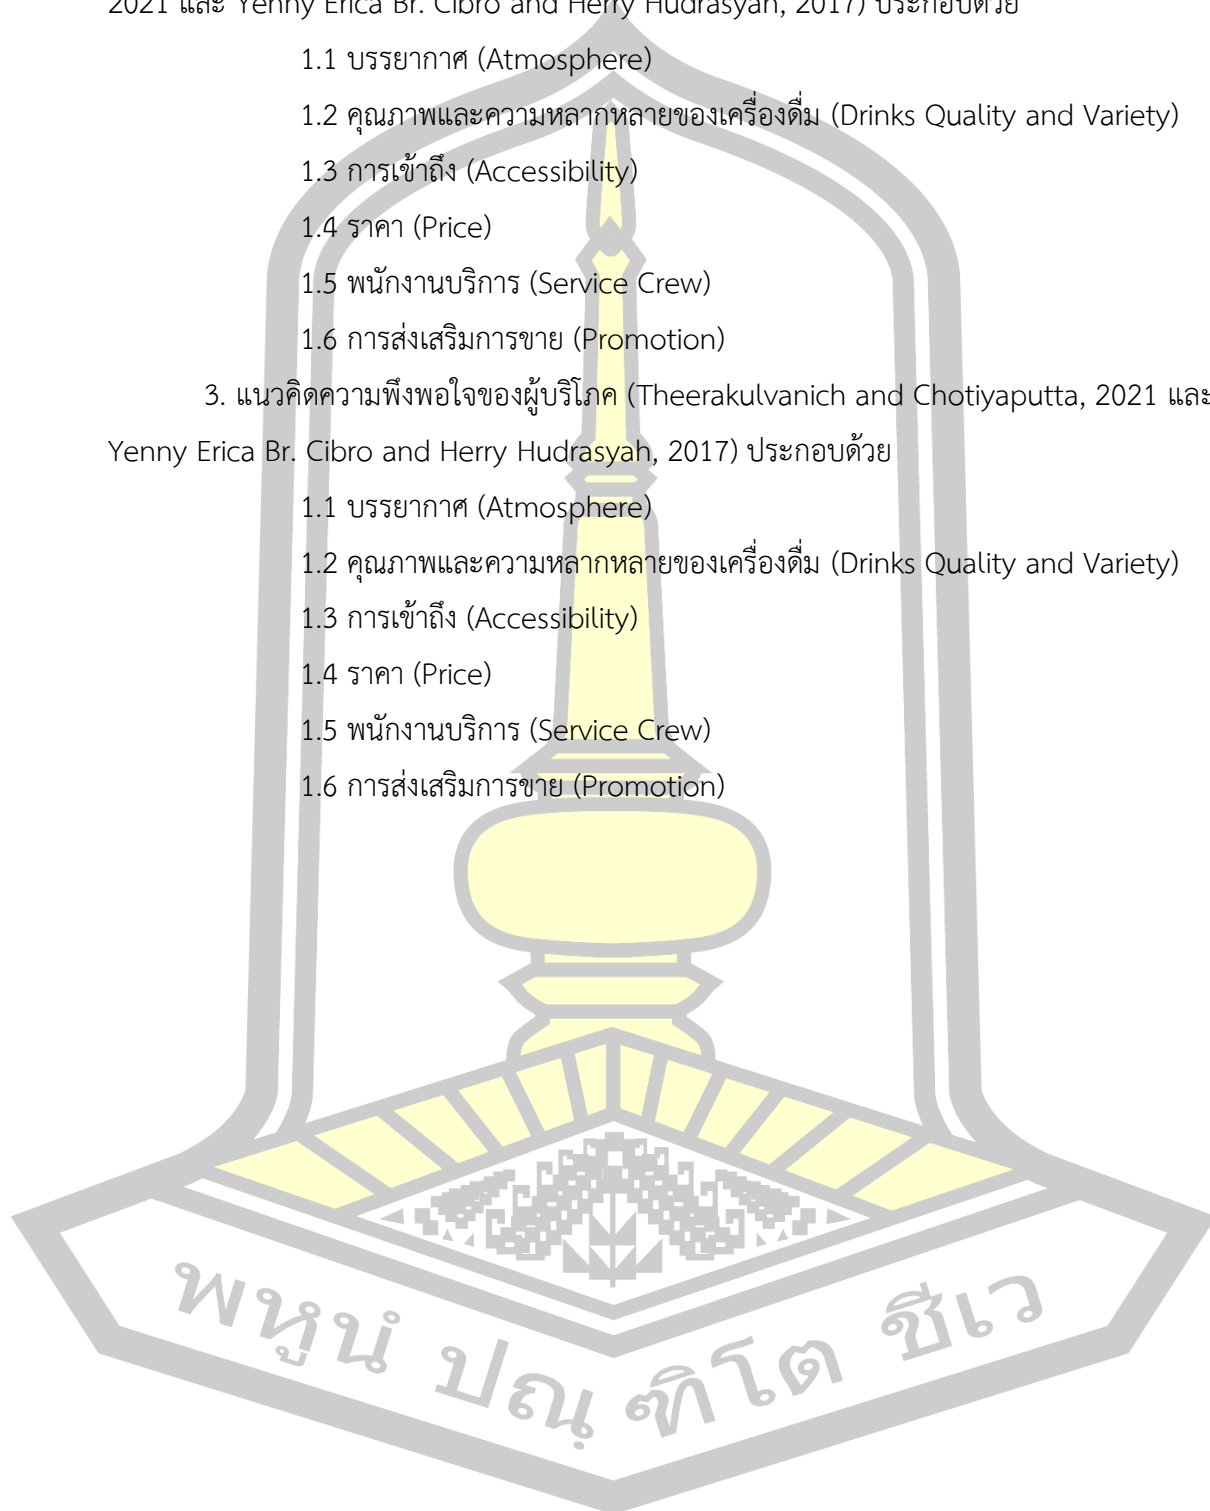 2021 และ Yenny Erica Br. Cibro and Herry Hudrasyah, 2017) ประกอบด้วย
1.1 บรรยากาศ (Atmosphere)
1.2 คุณภาพและความหลากหลายของเครื่องดื่ม (Drinks Quality and Variety)
1.3 การเข้าถึง (Accessibility)
1.4 ราคา (Price)
1.5 พนักงานบริการ (Service Crew)
1.6 การส่งเสริมการขาย (Promotion)
3. แนวคิดความพึงพอใจของผู้บริโภค (Theerakulvanich and Chotiyaputta, 2021 และ
Yenny Erica Br. Cibro and Herry Hudrasyah, 2017) ประกอบด้วย
1.1 บรรยากาศ (Atmosphere)
1.2 คุณภาพและความหลากหลายของเครื่องดื่ม (Drinks Quality and Variety)
1.3 การเข้าถึง (Accessibility)
1.4 ราคา (Price)
1.5 พนักงานบริการ (Service Crew)
1.6 การส่งเสริมการขาย (Promotion)
พหูนํ ปณฺฑิโต ชีเว